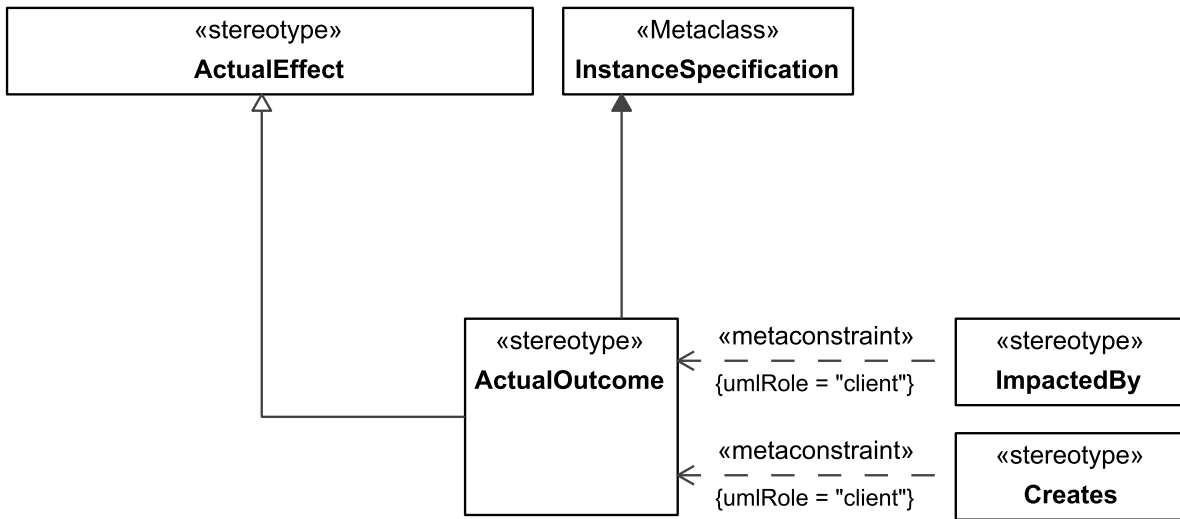 «stereotype»
ActualEffect
«Metaclass»
InstanceSpecification
«stereotype»
ActualOutcome
«metaconstraint»
{umlRole = "client"}
«stereotype»
ImpactedBy
«metaconstraint»
{umlRole = "client"}
«stereotype»
Creates